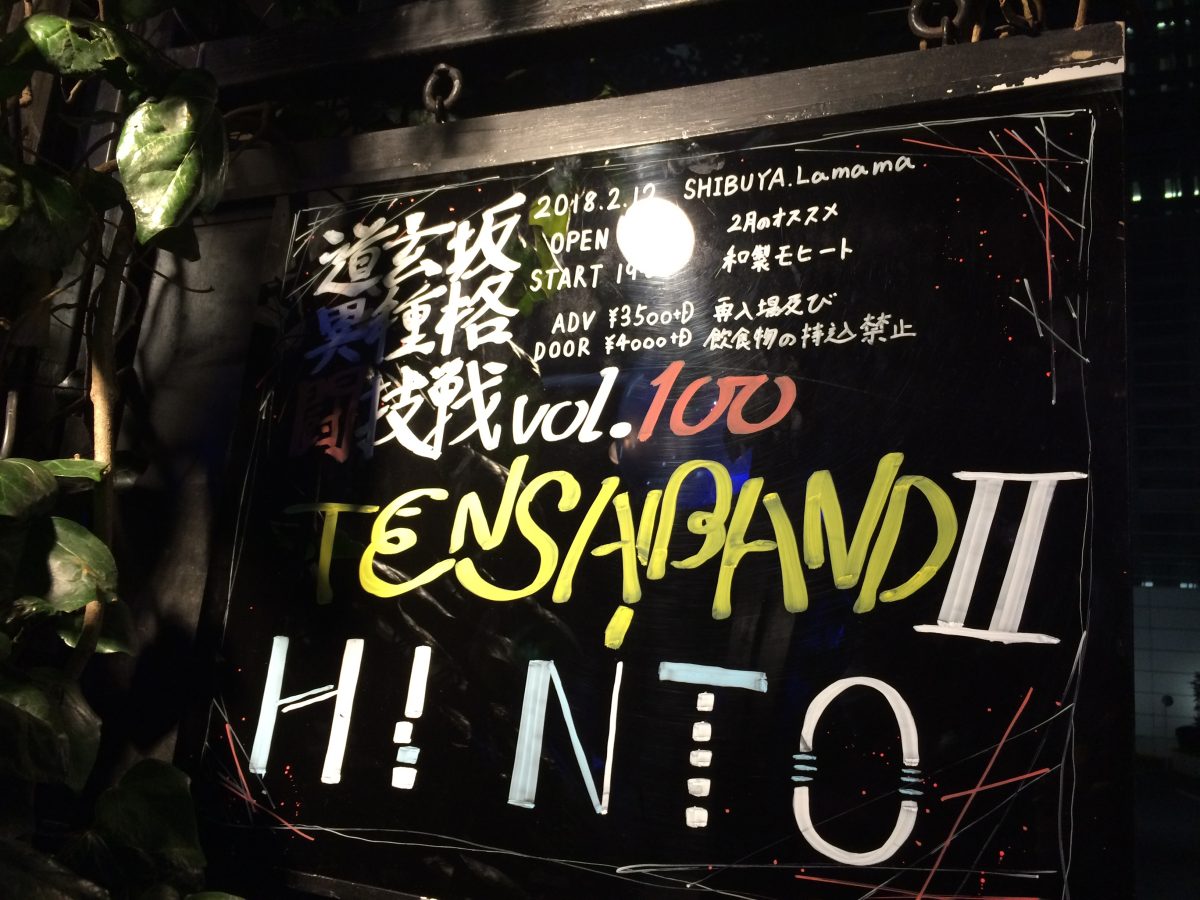 道玄坂
異種格
闘技戦 vol.100
2018.2.12 SHIBUYA.Lamama
OPEN
START 19
ADV ¥3500+D
DOOR ¥4000+D
2月のオススメ
和製モヒート
再入場及び
飲食物の持込禁止
TENSAIBAND II
H!NTO